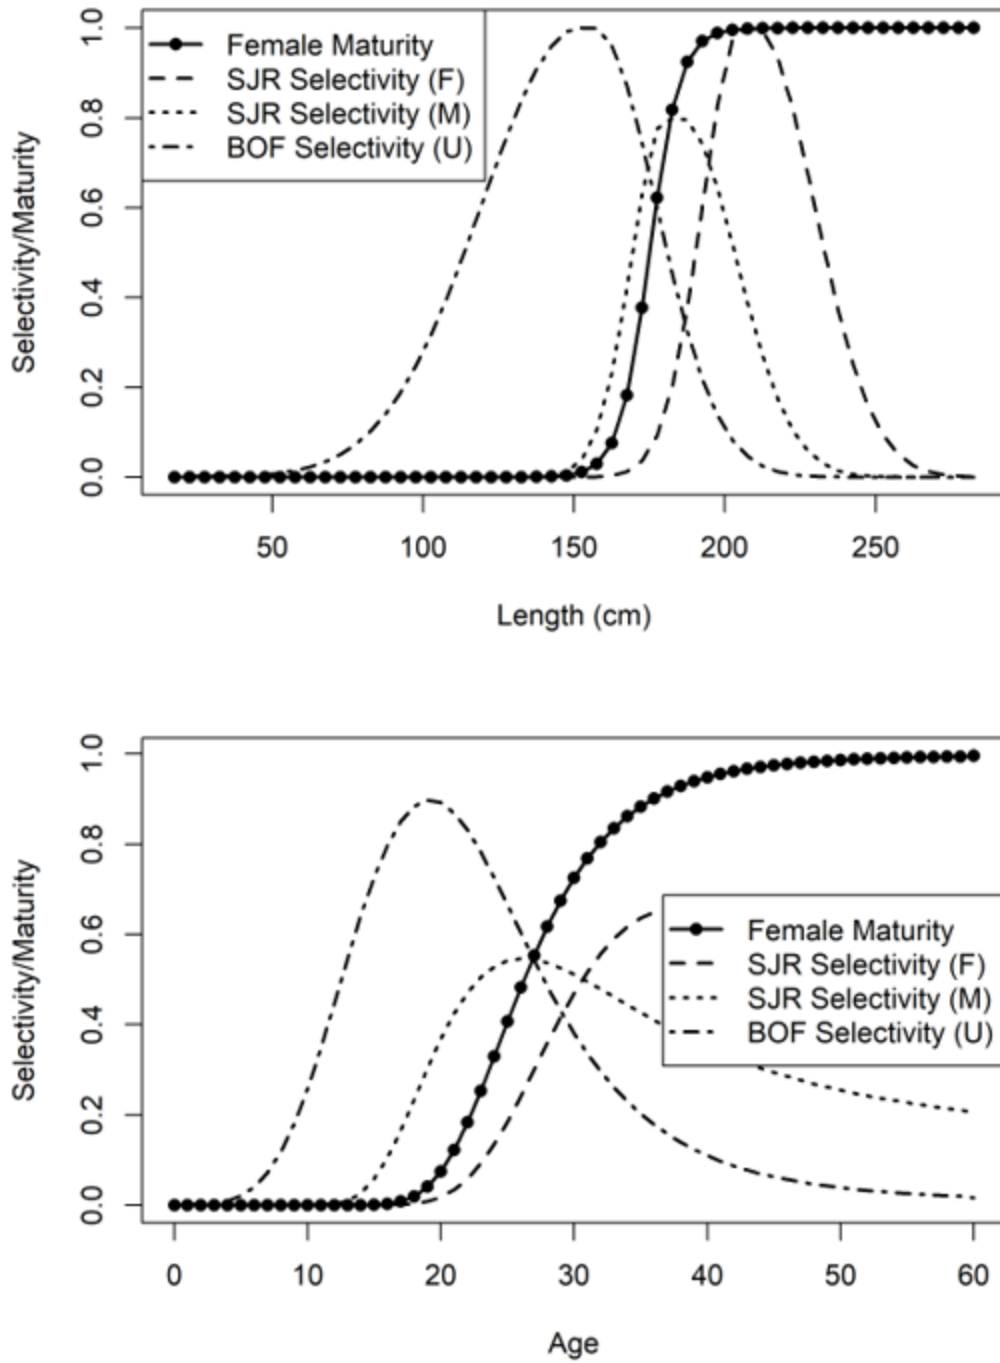 Female Maturity
SJR Selectivity (F)
SJR Selectivity (M)
BOF Selectivity (U)
Selectivity/Maturity
0.0 0.2 0.4 0.6 0.8 1.0
50 100 150 200 250
Length (cm)
Selectivity/Maturity
0.0 0.2 0.4 0.6 0.8 1.0
Female Maturity
SJR Selectivity (F)
SJR Selectivity (M)
BOF Selectivity (U)
0 10 20 30 40 50 60
Age